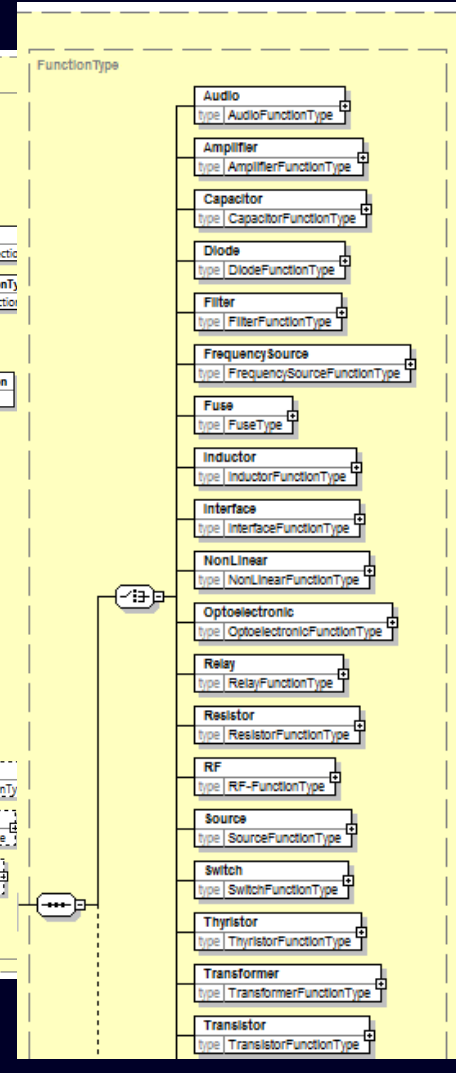 FunctionType
Audio
type AudioFunctionType
Amplifier
type AmplifierFunctionType
Capacitor
type CapacitorFunctionType
Diode
type DiodeFunctionType
Filter
type FilterFunctionType
FrequencySource
type FrequencySourceFunctionType
Fuse
type FuseType
Inductor
type InductorFunctionType
Interface
type InterfaceFunctionType
NonLinear
type NonLinearFunctionType
Optoelectronic
type OptoelectronicFunctionType
Relay
type RelayFunctionType
Resistor
type ResistorFunctionType
RF
type RF-FunctionType
Source
type SourceFunctionType
Switch
type SwitchFunctionType
Thyristor
type ThyristorFunctionType
Transformer
type TransformerFunctionType
Transistor
type TransistorFunctionType